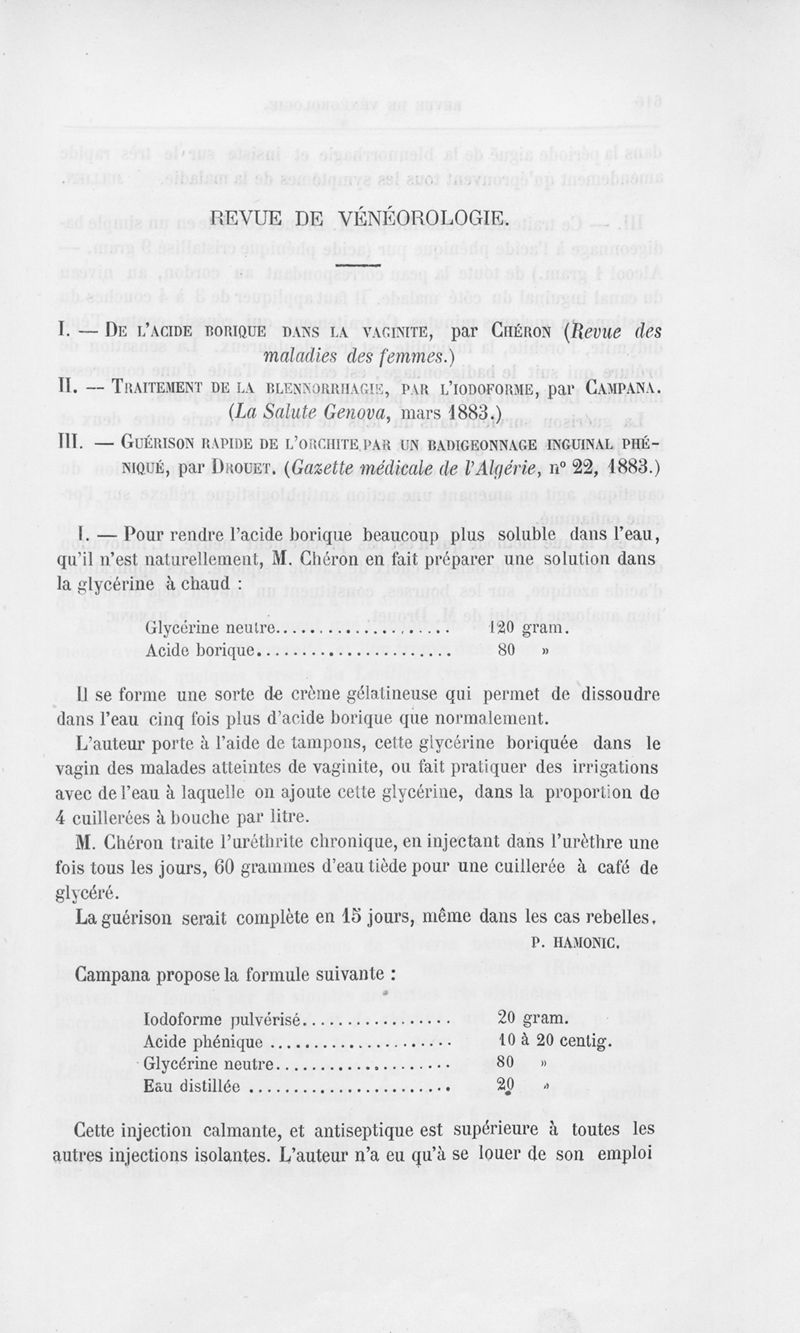 REVUE DE VÉNÉOROLOGIE.
I. — DE L'ACIDE BORIQUE DANS LA VAGINITE, par CHÉRON (Revue des
maladies des femmes.)
II. — TRAITEMENT DE LA BLENNORRHAGIE, PAR L'IODOFORME, par CAMPANA.
(La Salute Genova, mars 1883.)
III. — GUÉRISON RAPIDE DE L'ORCHITE PAR UN BADIGEONNAGE INGUINAL PHÉ-
NIQUÉ, par DROUET. (Gazette médicale de l'Algérie, n° 22, 1883.)
I. — Pour rendre l'acide borique beaucoup plus soluble dans l'eau,
qu'il n'est naturellement, M. Chéron en fait préparer une solution dans
la glycérine à chaud :
Glycérine neutre.................... 120 gram.
Acide borique...................... 80 »
Il se forme une sorte de crème gélatineuse qui permet de dissoudre
dans l'eau cinq fois plus d'acide borique que normalement.
L'auteur porte à l'aide de tampons, cette glycérine boriquée dans le
vagin des malades atteintes de vaginite, ou fait pratiquer des irrigations
avec de l'eau à laquelle on ajoute cette glycérine, dans la proportion de
4 cuillerées à bouche par litre.
M. Chéron traite l'uréthrite chronique, en injectant dans l'urèthre une
fois tous les jours, 60 grammes d'eau tiède pour une cuillerée à café de
glycéré.
La guérison serait complète en 15 jours, même dans les cas rebelles.
P. HAMONIC.
Campana propose la formule suivante :
Iodoforme pulvérisé................. 20 gram.
Acide phénique ..................... 10 à 20 centig.
Glycérine neutre.................... 80 »
Eau distillée ....................... 20 »
Cette injection calmante, et antiseptique est supérieure à toutes les
autres injections isolantes. L'auteur n'a eu qu'à se louer de son emploi